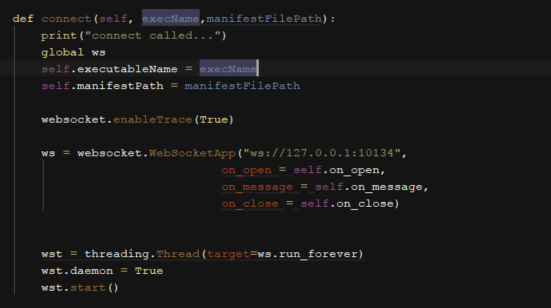 def connect(self, execName,manifestFilePath):
    print("connect called...")
    global ws
    self.executableName = execName
    self.manifestPath = manifestFilePath

    websocket.enableTrace(True)

    ws = websocket.WebSocketApp("ws://127.0.0.1:10134",
                              on_open = self.on_open,
                              on_message = self.on_message,
                              on_close = self.on_close)


    wst = threading.Thread(target=ws.run_forever)
    wst.daemon = True
    wst.start()